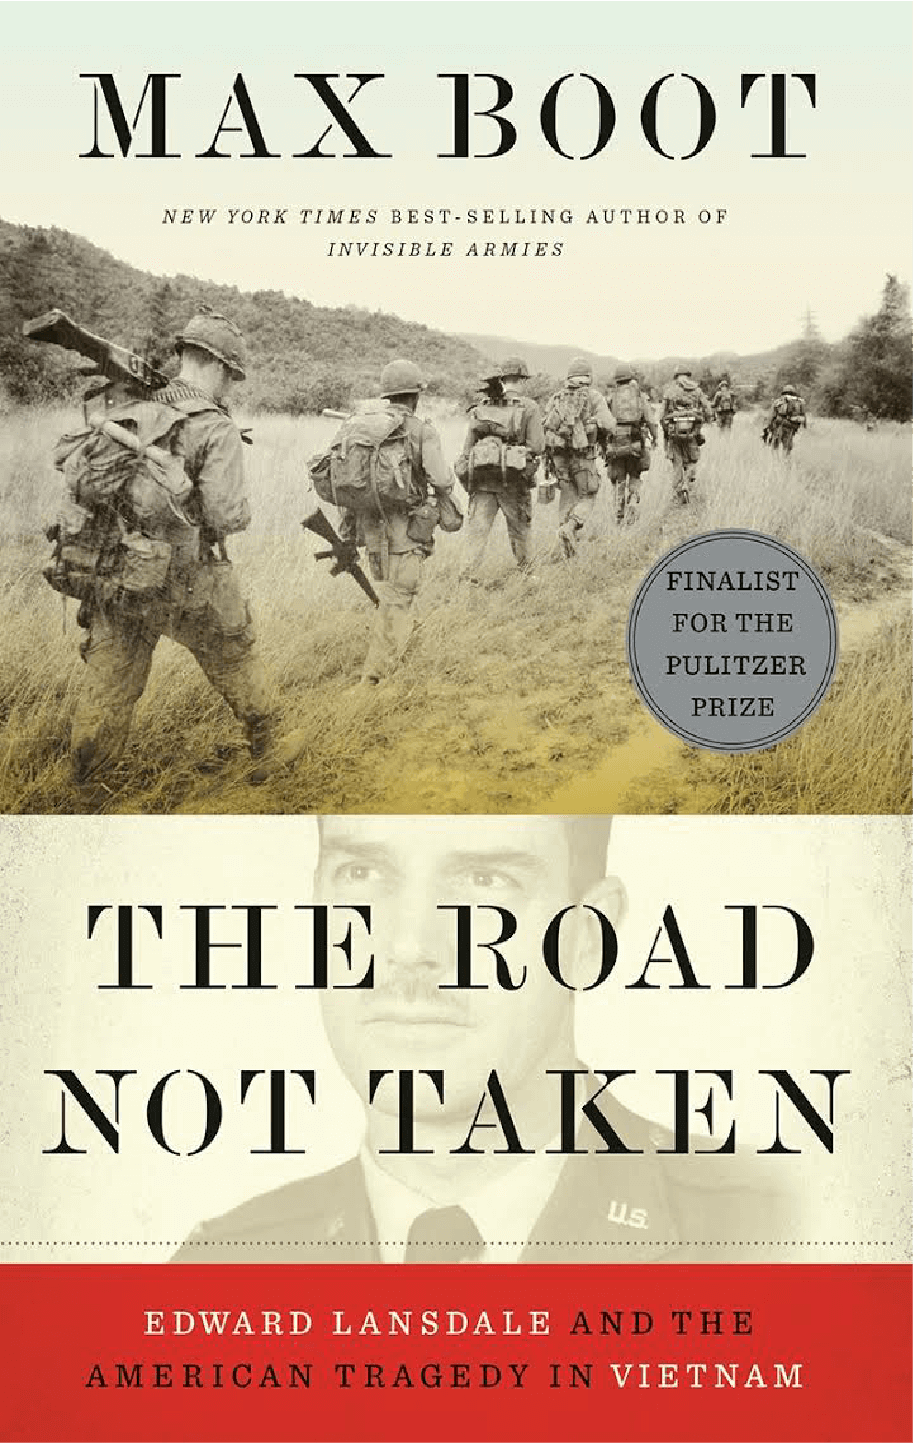 MAX BOOT
NEW YORK TIMES BEST-SELLING AUTHOR OF
INVISIBLE ARMIES
FINALIST
FOR THE
PULITZER
PRIZE
THE ROAD
NOT TAKEN
U.S.
EDWARD LANSDALE AND THE
AMERICAN TRAGEDY IN VIETNAM